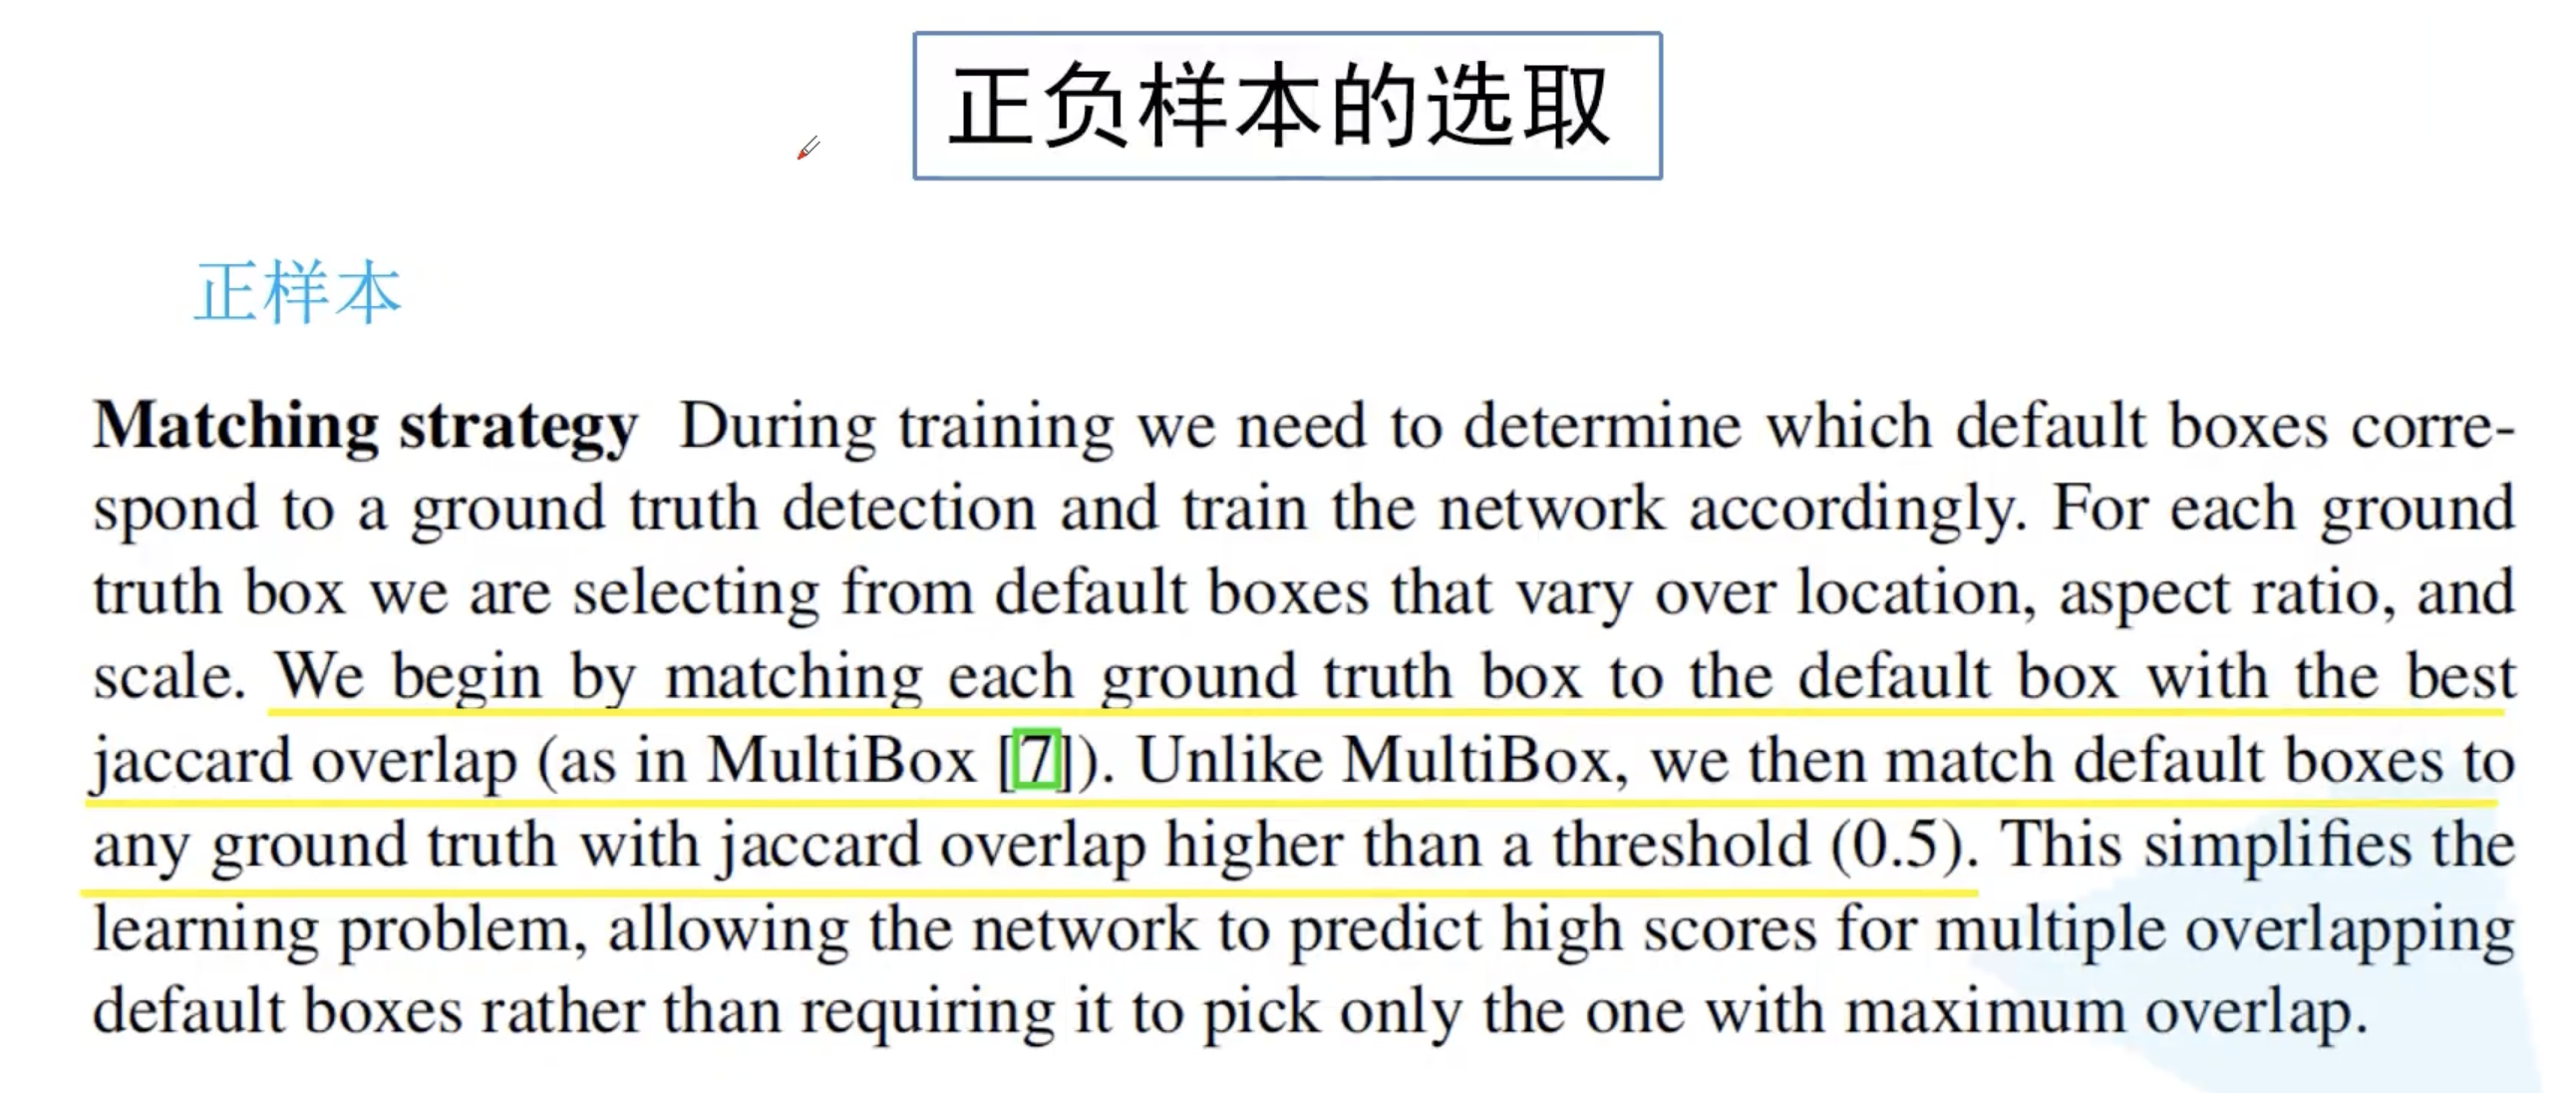 正负样本的选取
正样本
Matching strategy During training we need to determine which default boxes corre-
spond to a ground truth detection and train the network accordingly. For each ground
truth box we are selecting from default boxes that vary over location, aspect ratio, and
scale. We begin by matching each ground truth box to the default box with the best
jaccard overlap (as in MultiBox [7]). Unlike MultiBox, we then match default boxes to
any ground truth with jaccard overlap higher than a threshold (0.5). This simplifies the
learning problem, allowing the network to predict high scores for multiple overlapping
default boxes rather than requiring it to pick only the one with maximum overlap.